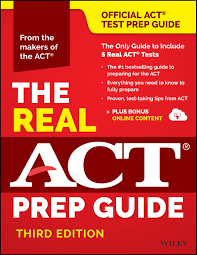 OFFICIAL ACT®
TEST PREP GUIDE
From the
makers of
the ACT®
The Only Guide to Include
5 Real ACT® Tests
• The #1 bestselling guide to
preparing for the ACT
• Everything you need to know to
fully prepare
• Proven, test-taking tips from ACT
+ PLUS BONUS
ONLINE CONTENT
THE
REAL
ACT®
PREP GUIDE
THIRD EDITION
WILEY